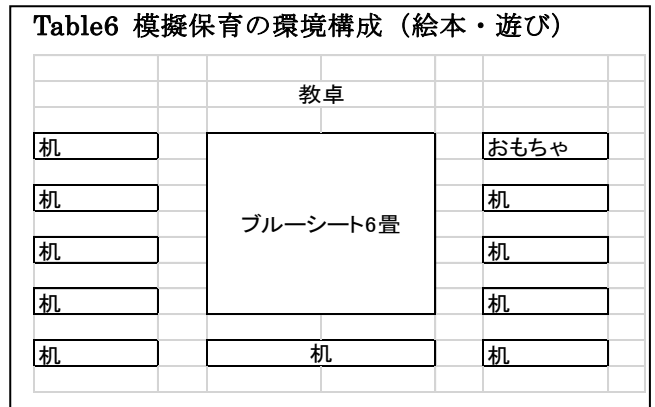 Table6 模擬保育の環境構成（絵本・遊び）
教卓
机 おもちゃ
机 机
ブルーシート6畳
机 机
机 机
机 机 机